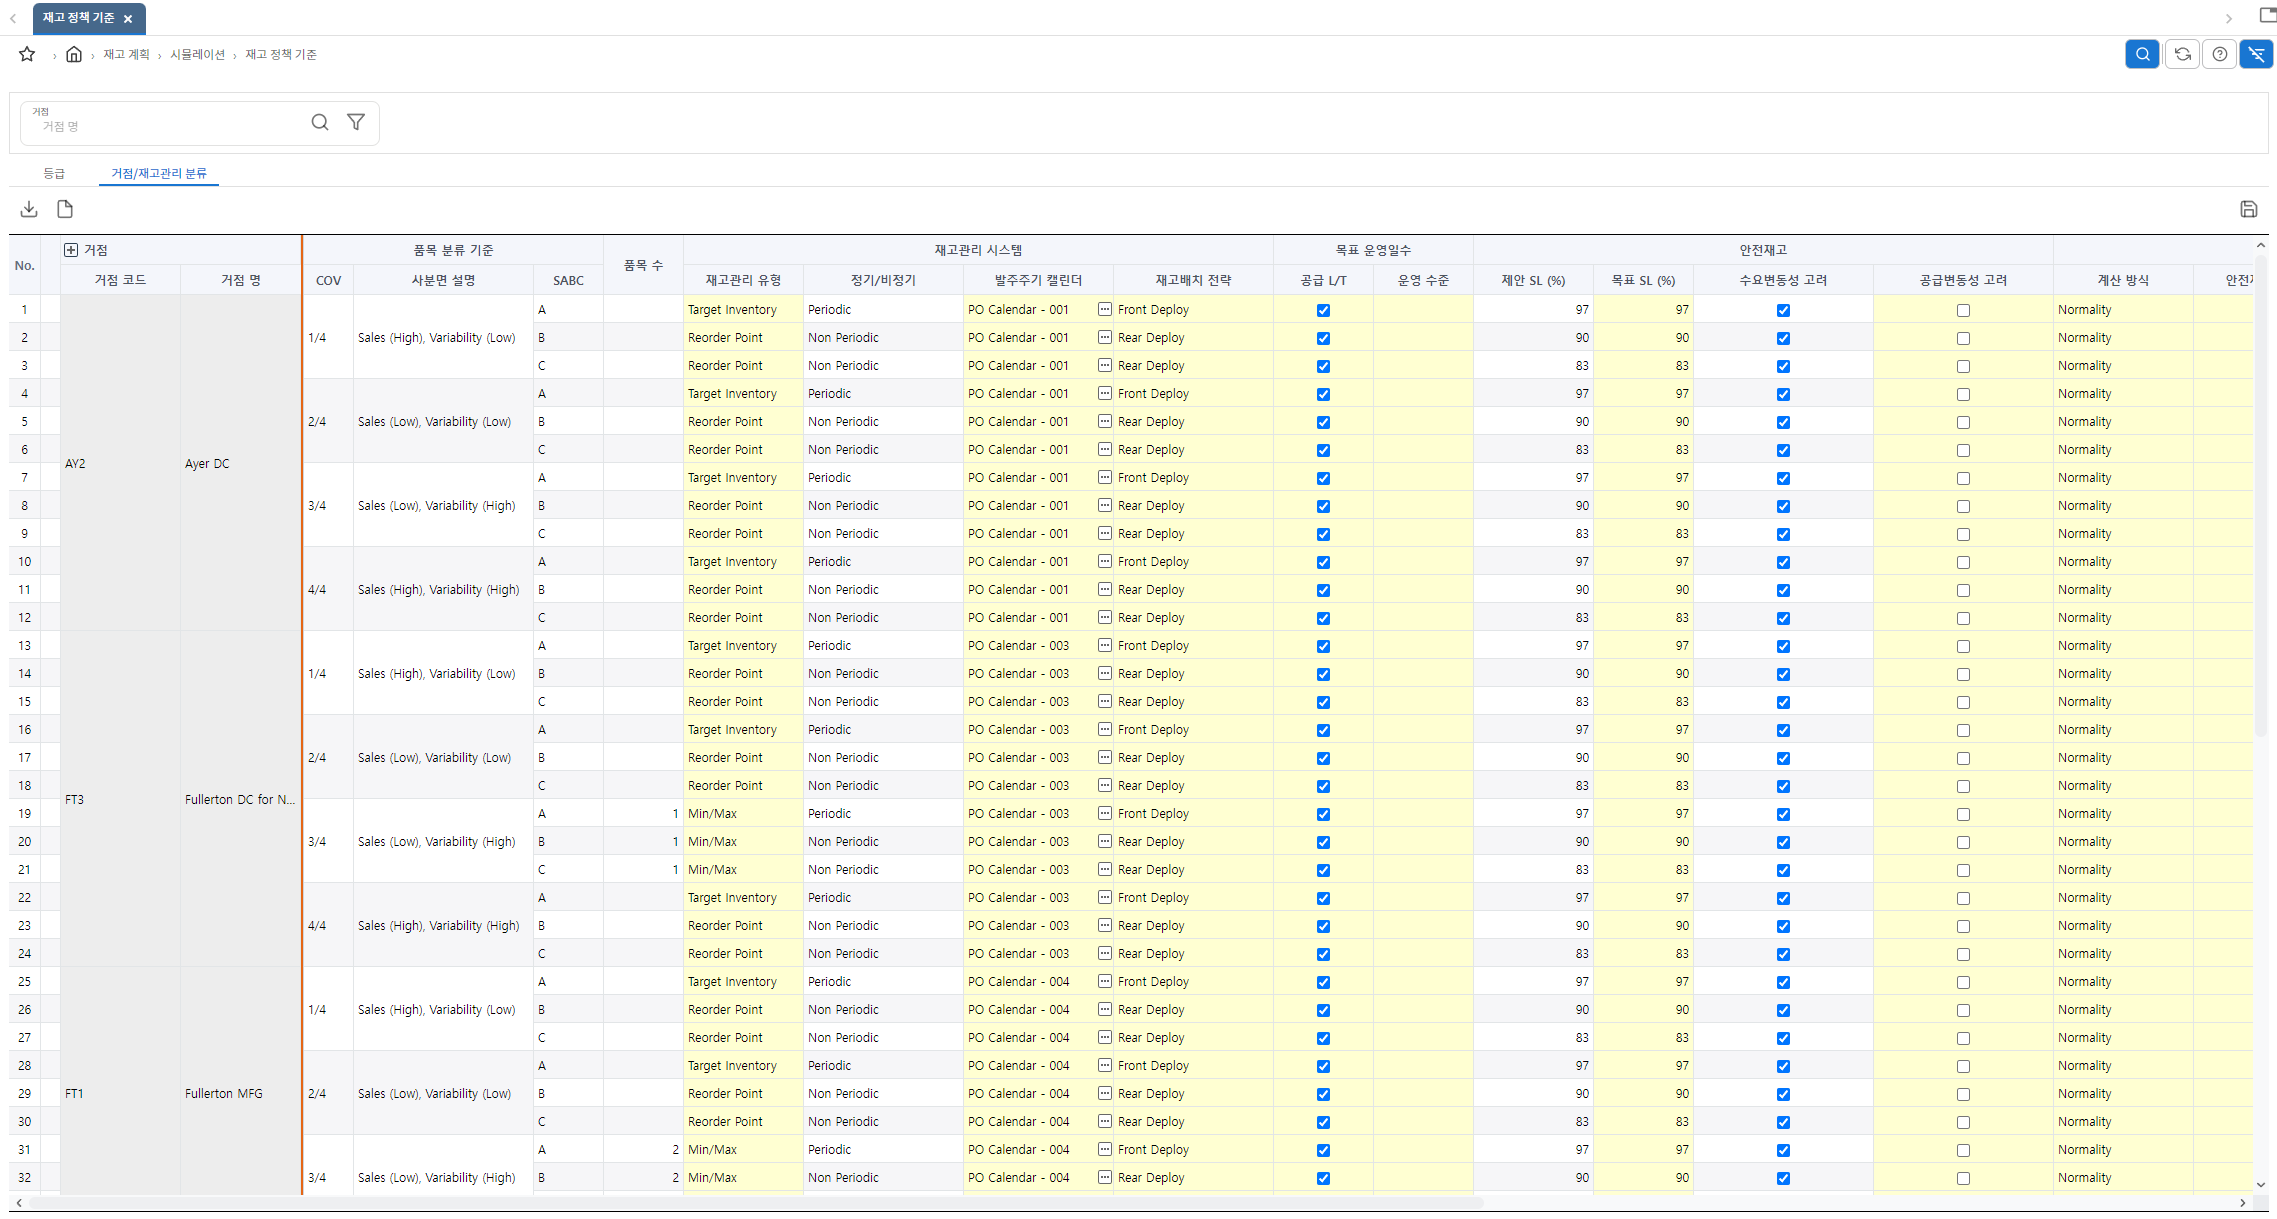 재고 정책 기준
재고 계획 › 시뮬레이션 › 재고 정책 기준
거점
거점 명
등급 거점/재고관리 분류
No. 거점 품목 분류 기준 품목 수 재고관리 시스템 목표 운영일수 안전재고
거점 코드 거점 명 COV 사분면 설명 SABC 재고관리 유형 정기/비정기 발주주기 캘린더 재고배치 전략 공급 L/T 운영 수준 제안 SL (%) 목표 SL (%) 수요변동성 고려 공급변동성 고려 계산 방식
1 A Target Inventory Periodic PO Calendar - 001 Front Deploy 97 97 Normality
2 1/4 Sales (High), Variability (Low) B Reorder Point Non Periodic PO Calendar - 001 Rear Deploy 90 90 Normality
3 C Reorder Point Non Periodic PO Calendar - 001 Rear Deploy 83 83 Normality
4 A Target Inventory Periodic PO Calendar - 001 Front Deploy 97 97 Normality
5 2/4 Sales (Low), Variability (Low) B Reorder Point Non Periodic PO Calendar - 001 Rear Deploy 90 90 Normality
6 C Reorder Point Non Periodic PO Calendar - 001 Rear Deploy 83 83 Normality
AY2 Ayer DC
7 A Target Inventory Periodic PO Calendar - 001 Front Deploy 97 97 Normality
8 3/4 Sales (Low), Variability (High) B Reorder Point Non Periodic PO Calendar - 001 Rear Deploy 90 90 Normality
9 C Reorder Point Non Periodic PO Calendar - 001 Rear Deploy 83 83 Normality
10 A Target Inventory Periodic PO Calendar - 001 Front Deploy 97 97 Normality
11 4/4 Sales (High), Variability (High) B Reorder Point Non Periodic PO Calendar - 001 Rear Deploy 90 90 Normality
12 C Reorder Point Non Periodic PO Calendar - 001 Rear Deploy 83 83 Normality
13 A Target Inventory Periodic PO Calendar - 003 Front Deploy 97 97 Normality
14 1/4 Sales (High), Variability (Low) B Reorder Point Non Periodic PO Calendar - 003 Rear Deploy 90 90 Normality
15 C Reorder Point Non Periodic PO Calendar - 003 Rear Deploy 83 83 Normality
16 A Target Inventory Periodic PO Calendar - 003 Front Deploy 97 97 Normality
17 2/4 Sales (Low), Variability (Low) B Reorder Point Non Periodic PO Calendar - 003 Rear Deploy 90 90 Normality
18 C Reorder Point Non Periodic PO Calendar - 003 Rear Deploy 83 83 Normality
FT3 Fullerton DC for N...
19 A 1 Min/Max Periodic PO Calendar - 003 Front Deploy 97 97 Normality
20 3/4 Sales (Low), Variability (High) B 1 Min/Max Non Periodic PO Calendar - 003 Rear Deploy 90 90 Normality
21 C 1 Min/Max Non Periodic PO Calendar - 003 Rear Deploy 83 83 Normality
22 A Target Inventory Periodic PO Calendar - 003 Front Deploy 97 97 Normality
23 4/4 Sales (High), Variability (High) B Reorder Point Non Periodic PO Calendar - 003 Rear Deploy 90 90 Normality
24 C Reorder Point Non Periodic PO Calendar - 003 Rear Deploy 83 83 Normality
25 A Target Inventory Periodic PO Calendar - 004 Front Deploy 97 97 Normality
26 1/4 Sales (High), Variability (Low) B Reorder Point Non Periodic PO Calendar - 004 Rear Deploy 90 90 Normality
27 C Reorder Point Non Periodic PO Calendar - 004 Rear Deploy 83 83 Normality
28 A Target Inventory Periodic PO Calendar - 004 Front Deploy 97 97 Normality
29 FT1 Fullerton MFG 2/4 Sales (Low), Variability (Low) B Reorder Point Non Periodic PO Calendar - 004 Rear Deploy 90 90 Normality
30 C Reorder Point Non Periodic PO Calendar - 004 Rear Deploy 83 83 Normality
31 A 2 Min/Max Periodic PO Calendar - 004 Front Deploy 97 97 Normality
32 3/4 Sales (Low), Variability (High) B 2 Min/Max Non Periodic PO Calendar - 004 Rear Deploy 90 90 Normality